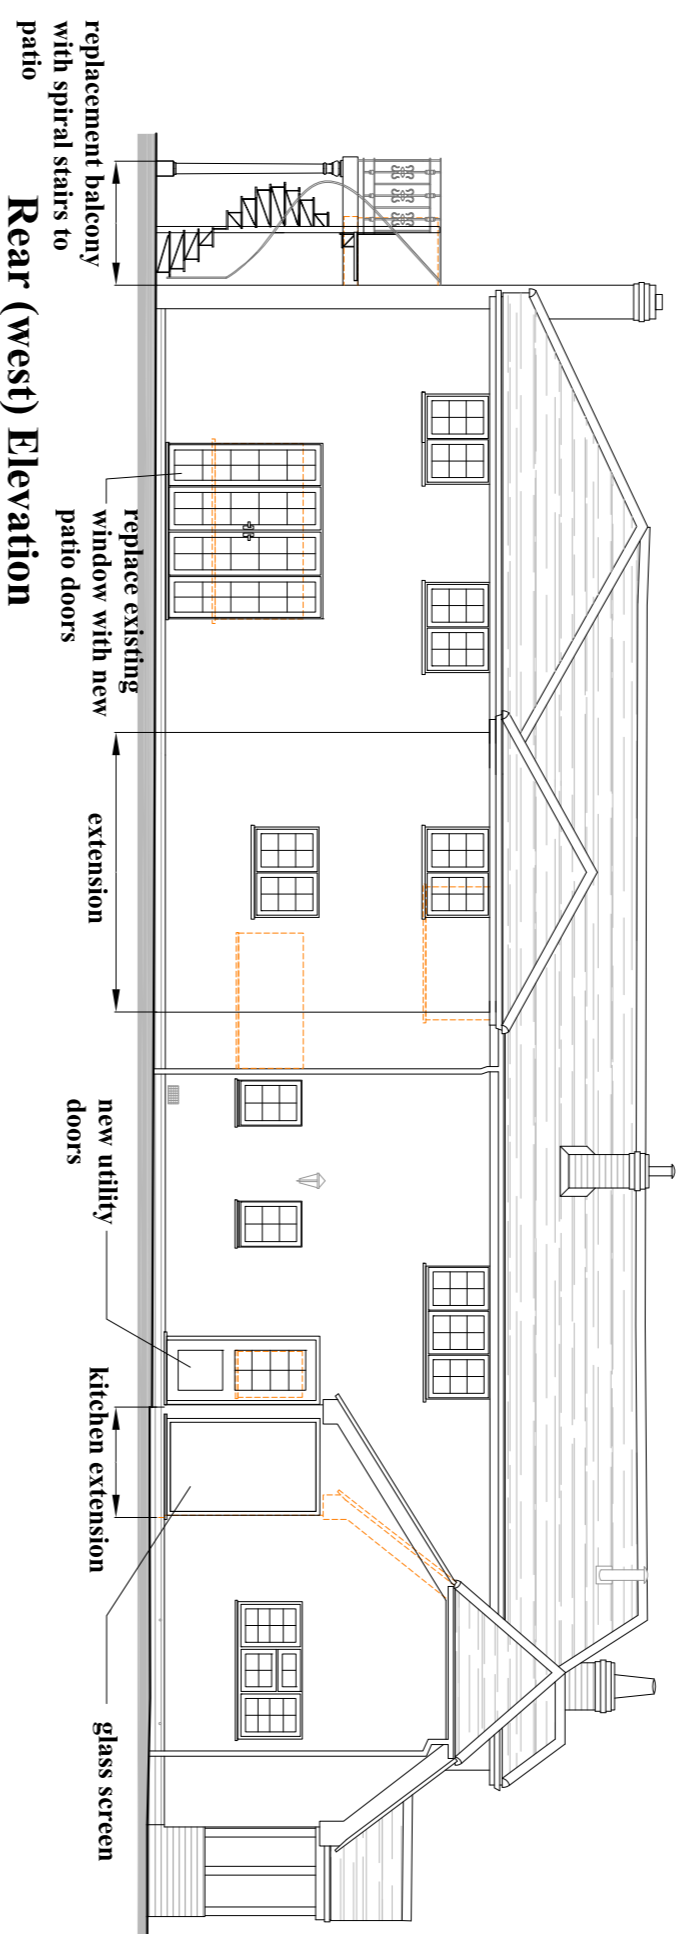 replacement balcony
with spiral stairs to
patio
replace existing
window with new
patio doors
extension
new utility
doors
kitchen extension
glass screen
Rear (west) Elevation